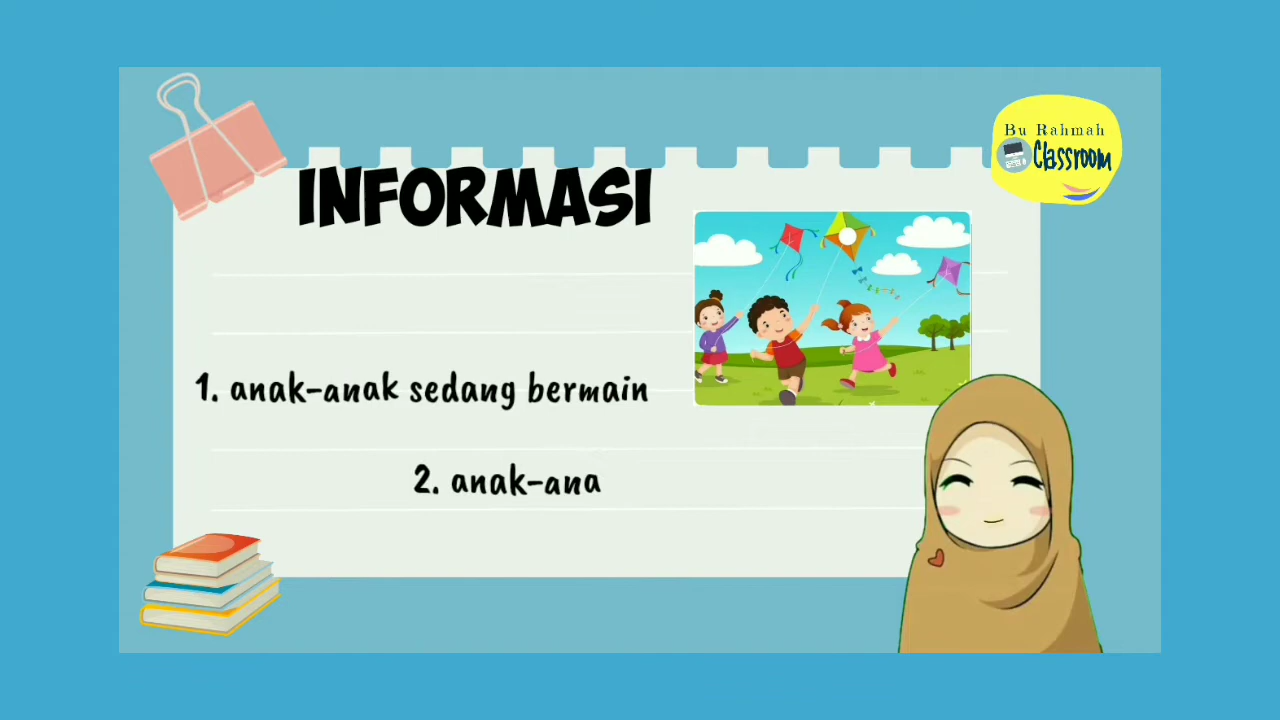 Bu Rahmah
Classroom
INFORMASI
1. anak-anak sedang bermain
2. anak-ana